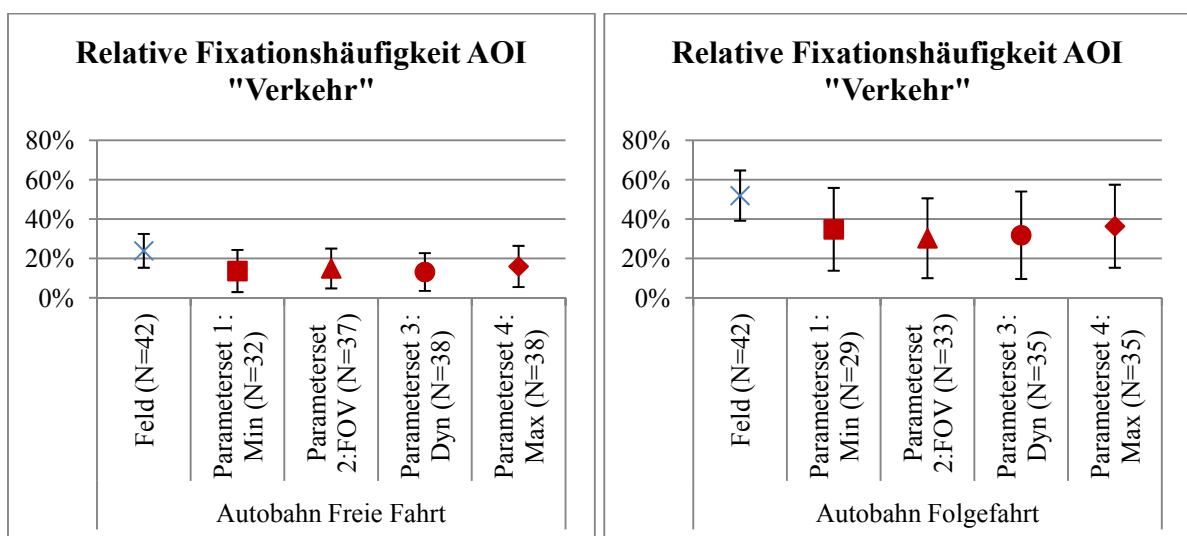 Relative Fixationshäufigkeit AOI
"Verkehr"
80%
60%
40%
20%
0%
Feld (N=42)
Parameterset 1:
Min (N=32)
Parameterset
2:FOV (N=37)
Parameterset 3:
Dyn (N=38)
Parameterset 4:
Max (N=38)
Autobahn Freie Fahrt
Relative Fixationshäufigkeit AOI
"Verkehr"
80%
60%
40%
20%
0%
Feld (N=42)
Parameterset 1:
Min (N=29)
Parameterset
2:FOV (N=33)
Parameterset 3:
Dyn (N=35)
Parameterset 4:
Max (N=35)
Autobahn Folgefahrt